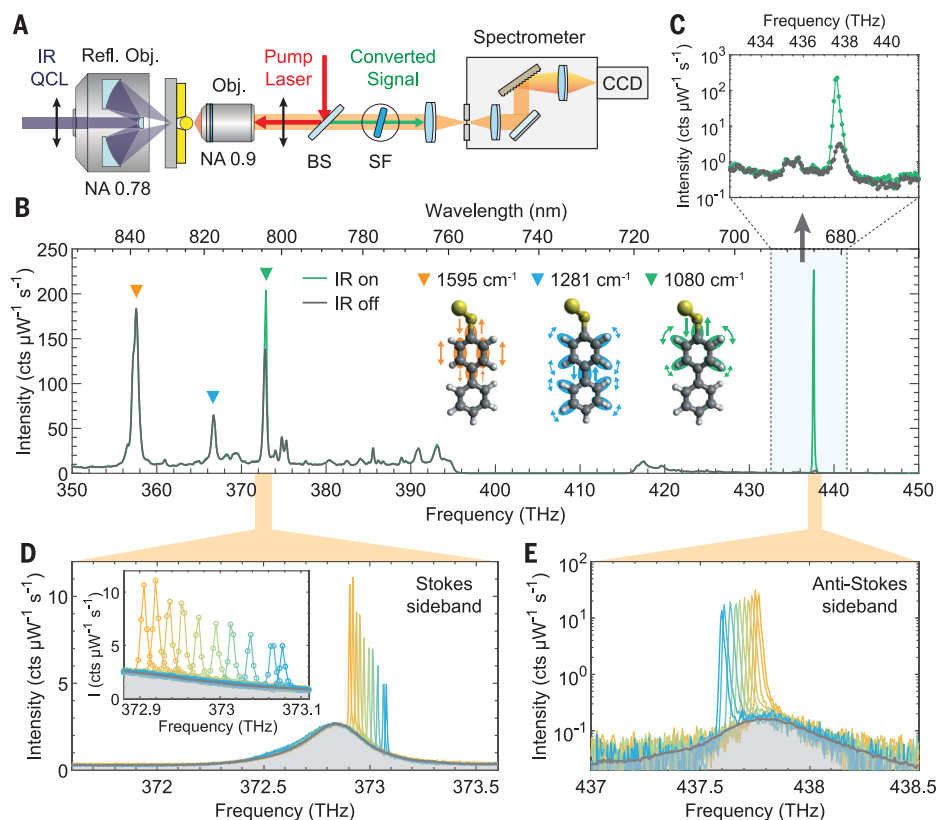 A
IR
QCL
Refl. Obj.
NA 0.78
Obj.
NA 0.9
Pump
Laser
Converted
Signal
BS
SF
Spectrometer
CCD
C
Frequency (THz)
434 436 438 440
Intensity (cts µW⁻¹ s⁻¹)
10³
10²
10¹
10⁰
10⁻¹
B
Wavelength (nm)
840 820 800 780 760 740 720 700 680
Intensity (cts µW⁻¹ s⁻¹)
250
200
150
100
50
0
IR on
IR off
1595 cm⁻¹
1281 cm⁻¹
1080 cm⁻¹
350 360 370 380 390 400 410 420 430 440 450
Frequency (THz)
D
Stokes
sideband
Intensity (cts µW⁻¹ s⁻¹)
10
5
0
I (cts µW⁻¹ s⁻¹)
10
5
0
372.9 373 373.1
Frequency (THz)
372 372.5 373 373.5
Frequency (THz)
E
Anti-Stokes
sideband
Intensity (cts µW⁻¹ s⁻¹)
10²
10¹
10⁰
10⁻¹
437 437.5 438 438.5
Frequency (THz)